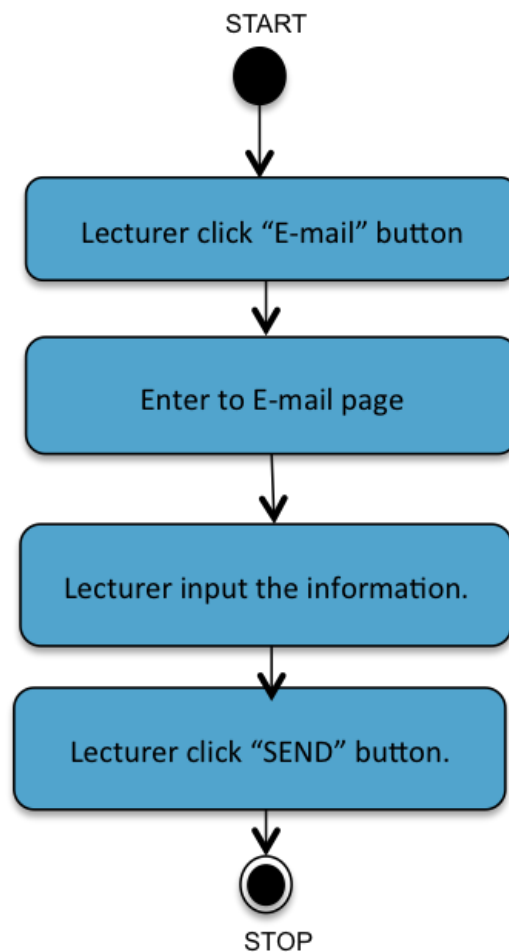 START
Lecturer click “E-mail” button
Enter to E-mail page
Lecturer input the information.
Lecturer click “SEND” button.
STOP